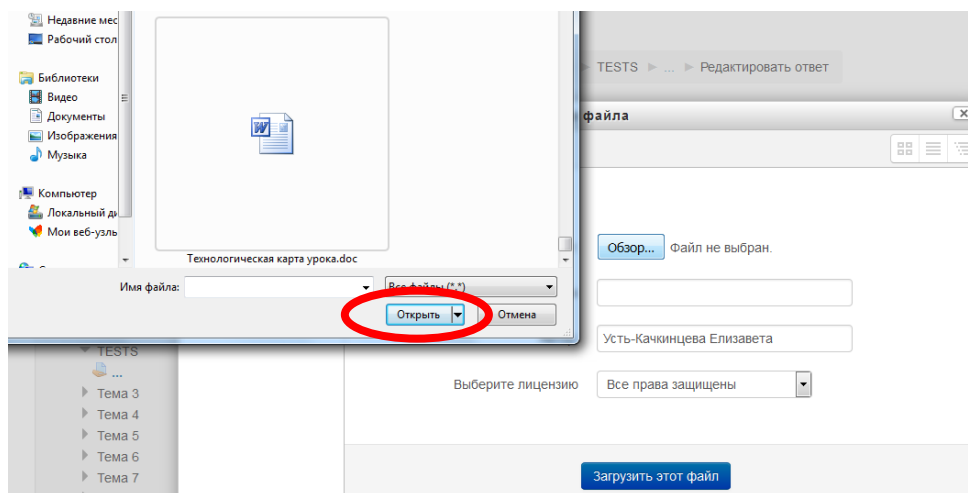 Недавние мес
Рабочий стол
Библиотеки
Видео
Документы
Изображения
Музыка
Компьютер
Локальный ди
Мои веб-узль
Технологическая карта урока.doc
Имя файла:
Все файлы (*.*)
Открыть
Отмена
TESTS ► ... ► Редактировать ответ
файла
Обзор... Файл не выбран.
Усть-Качкинцева Елизавета
Выберите лицензию
Все права защищены
Загрузить этот файл
TESTS
...
Тема 3
Тема 4
Тема 5
Тема 6
Тема 7